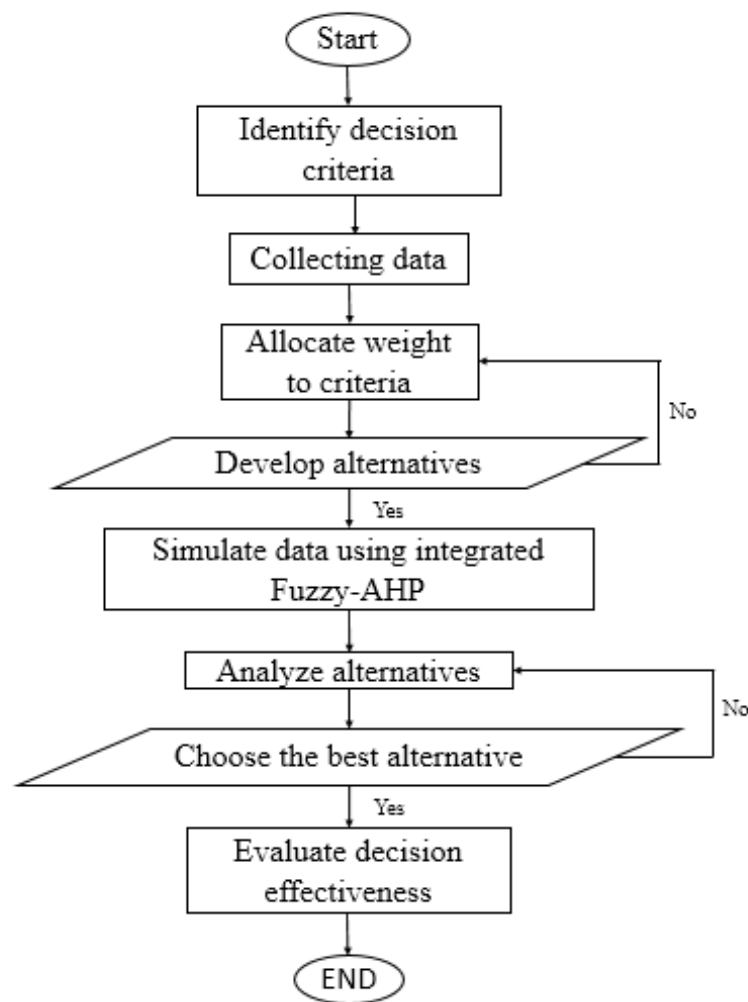 Start
Identify decision
criteria
Collecting data
Allocate weight
to criteria
No
Develop alternatives
Yes
Simulate data using integrated
Fuzzy-AHP
Analyze alternatives
No
Choose the best alternative
Yes
Evaluate decision
effectiveness
END